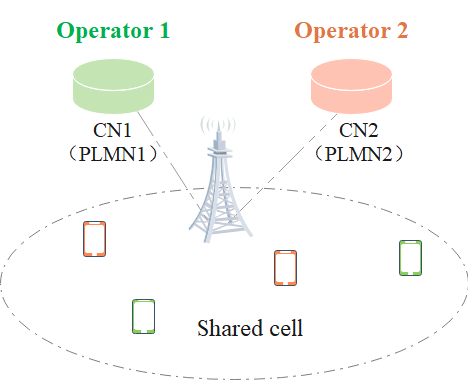 Operator 1
Operator 2
CN1
（PLMN1）
CN2
（PLMN2）
Shared cell